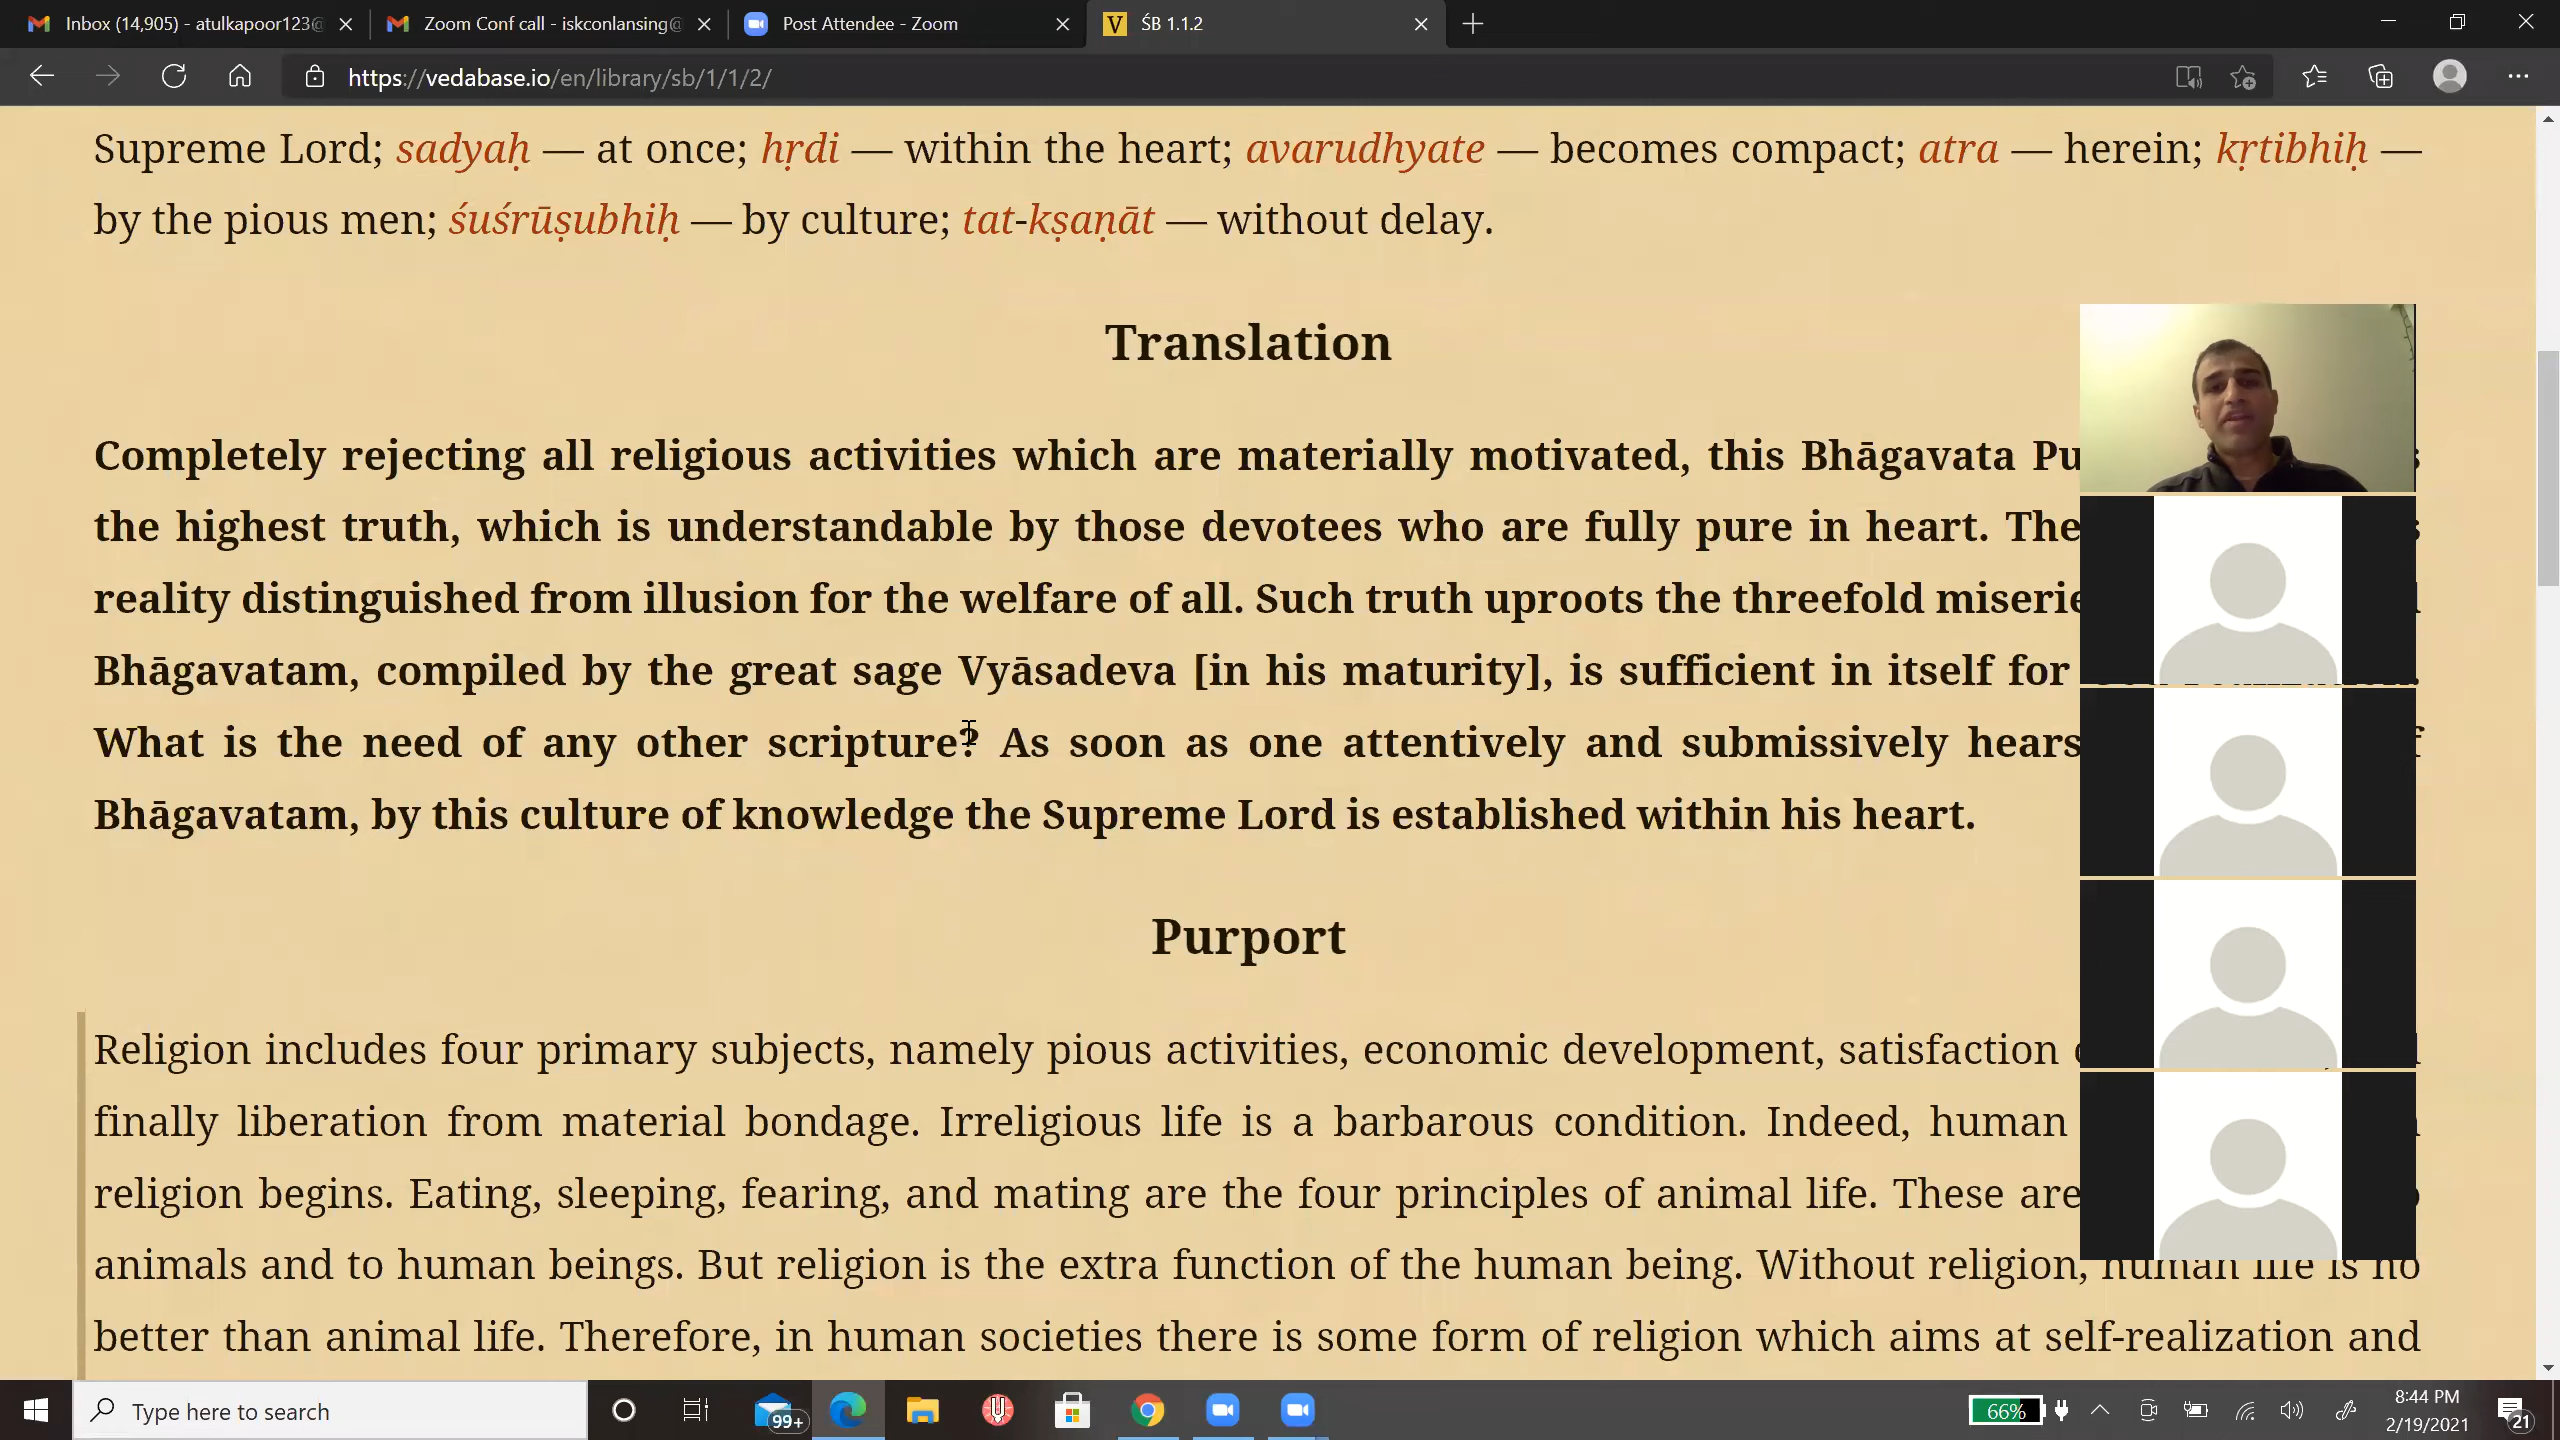 Inbox (14,905) - atulkapoor123@
Zoom Conf call - iskconlansing@
Post Attendee - Zoom
V ŚB 1.1.2
https://vedabase.io/en/library/sb/1/1/2/
Supreme Lord; sadyaḥ — at once; hṛdi — within the heart; avarudhyate — becomes compact; atra — herein; kṛtibhiḥ —
by the pious men; śuśrūṣubhiḥ — by culture; tat-kṣaṇāt — without delay.
Translation
Completely rejecting all religious activities which are materially motivated, this Bhāgavata Pu
the highest truth, which is understandable by those devotees who are fully pure in heart. The
reality distinguished from illusion for the welfare of all. Such truth uproots the threefold miserie
Bhāgavatam, compiled by the great sage Vyāsadeva [in his maturity], is sufficient in itself for
What is the need of any other scripture? As soon as one attentively and submissively hears
Bhāgavatam, by this culture of knowledge the Supreme Lord is established within his heart.
Purport
Religion includes four primary subjects, namely pious activities, economic development, satisfaction
finally liberation from material bondage. Irreligious life is a barbarous condition. Indeed, human
religion begins. Eating, sleeping, fearing, and mating are the four principles of animal life. These are
animals and to human beings. But religion is the extra function of the human being. Without religion, human life is no
better than animal life. Therefore, in human societies there is some form of religion which aims at self-realization and
Type here to search
99+
66%
8:44 PM
2/19/2021
21